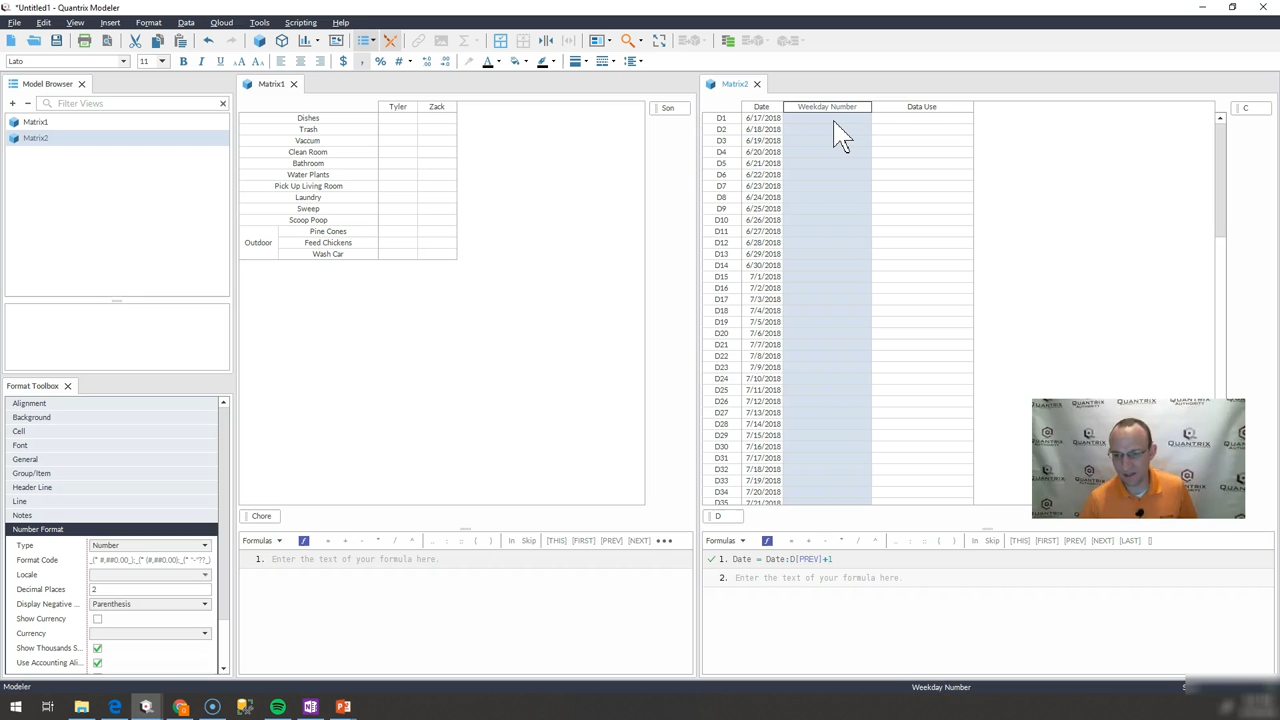 *Untitled1 - Quantrix Modeler
File Edit View Insert Format Data Qloud Tools Scripting Help
Lato 11 B I U
Model Browser
Filter Views
Matrix1
Matrix2
Format Toolbox
Alignment
Background
Cell
Font
General
Group/Item
Header Line
Line
Notes
Number Format
Type Number
Format Code _(* #,##0.00_);_(* (#,##0.00);_(* "-"??_
Locale
Decimal Places 2
Display Negative ... Parenthesis
Show Currency
Currency
Show Thousands S...
Use Accounting Ali...
Matrix1
Tyler Zack
Son
Dishes
Trash
Vaccum
Clean Room
Bathroom
Water Plants
Pick Up Living Room
Laundry
Sweep
Scoop Poop
Outdoor
Pine Cones
Feed Chickens
Wash Car
Chore
Formulas f = + - * / ^ .. : :: ( ) In Skip [THIS] [FIRST] [PREV] [NEXT] •••
1. Enter the text of your formula here.
Matrix2
Date Weekday Number Data Use
C
D1 6/17/2018
D2 6/18/2018
D3 6/19/2018
D4 6/20/2018
D5 6/21/2018
D6 6/22/2018
D7 6/23/2018
D8 6/24/2018
D9 6/25/2018
D10 6/26/2018
D11 6/27/2018
D12 6/28/2018
D13 6/29/2018
D14 6/30/2018
D15 7/1/2018
D16 7/2/2018
D17 7/3/2018
D18 7/4/2018
D19 7/5/2018
D20 7/6/2018
D21 7/7/2018
D22 7/8/2018
D23 7/9/2018
D24 7/10/2018
D25 7/11/2018
D26 7/12/2018
D27 7/13/2018
D28 7/14/2018
D29 7/15/2018
D30 7/16/2018
D31 7/17/2018
D32 7/18/2018
D33 7/19/2018
D34 7/20/2018
D35 7/21/2018
D
QUANTRIX
AUTHORITY
Formulas f = + - * / ^ .. : :: ( ) In Skip [THIS] [FIRST] [PREV] [NEXT] [LAST] []
1. Date = Date:D[PREV]+1
2. Enter the text of your formula here.
Modeler
Weekday Number